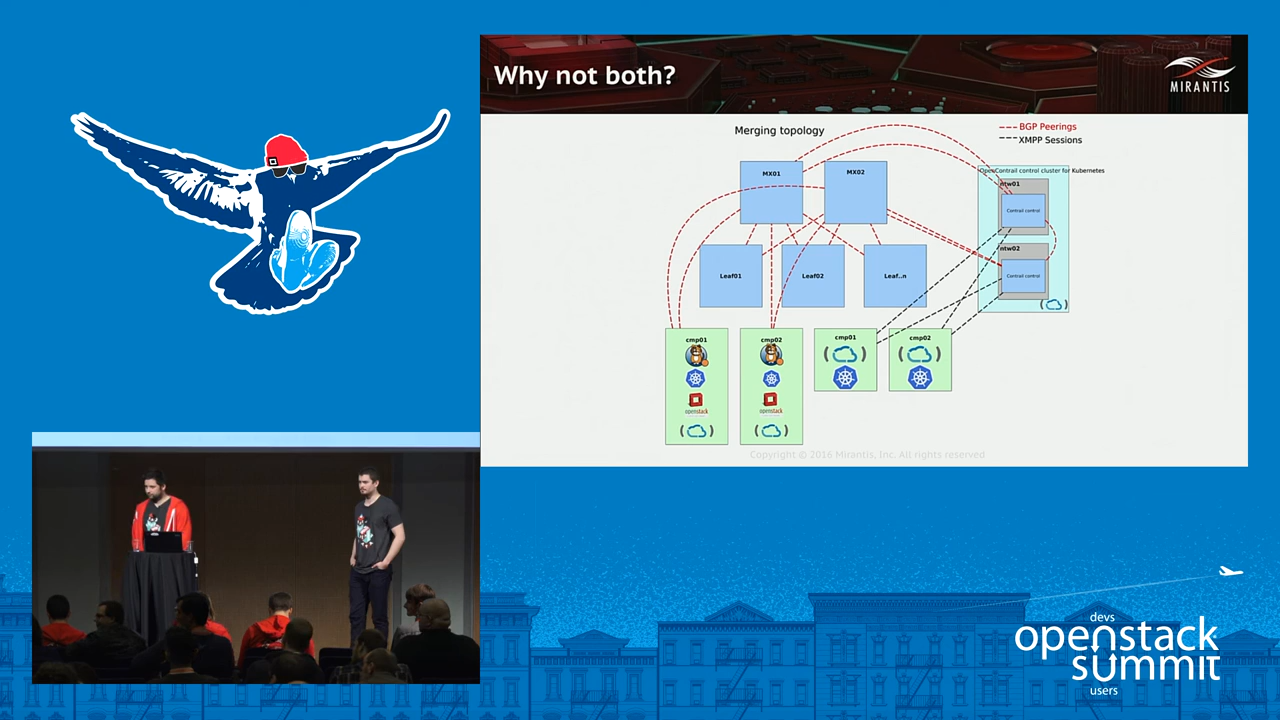 Why not both?
MIRANTIS
Merging topology
BGP Peerings
XMPP Sessions
OpenContrail control cluster for Kubernetes
ntw01
Contrail control
ntw02
Contrail control
MX01
MX02
Leaf01
Leaf02
Leaf..n
cmp01
openstack
cmp02
openstack
cmp01
cmp02
Copyright © 2016 Mirantis, Inc. All rights reserved
devs
openstack
summit
users